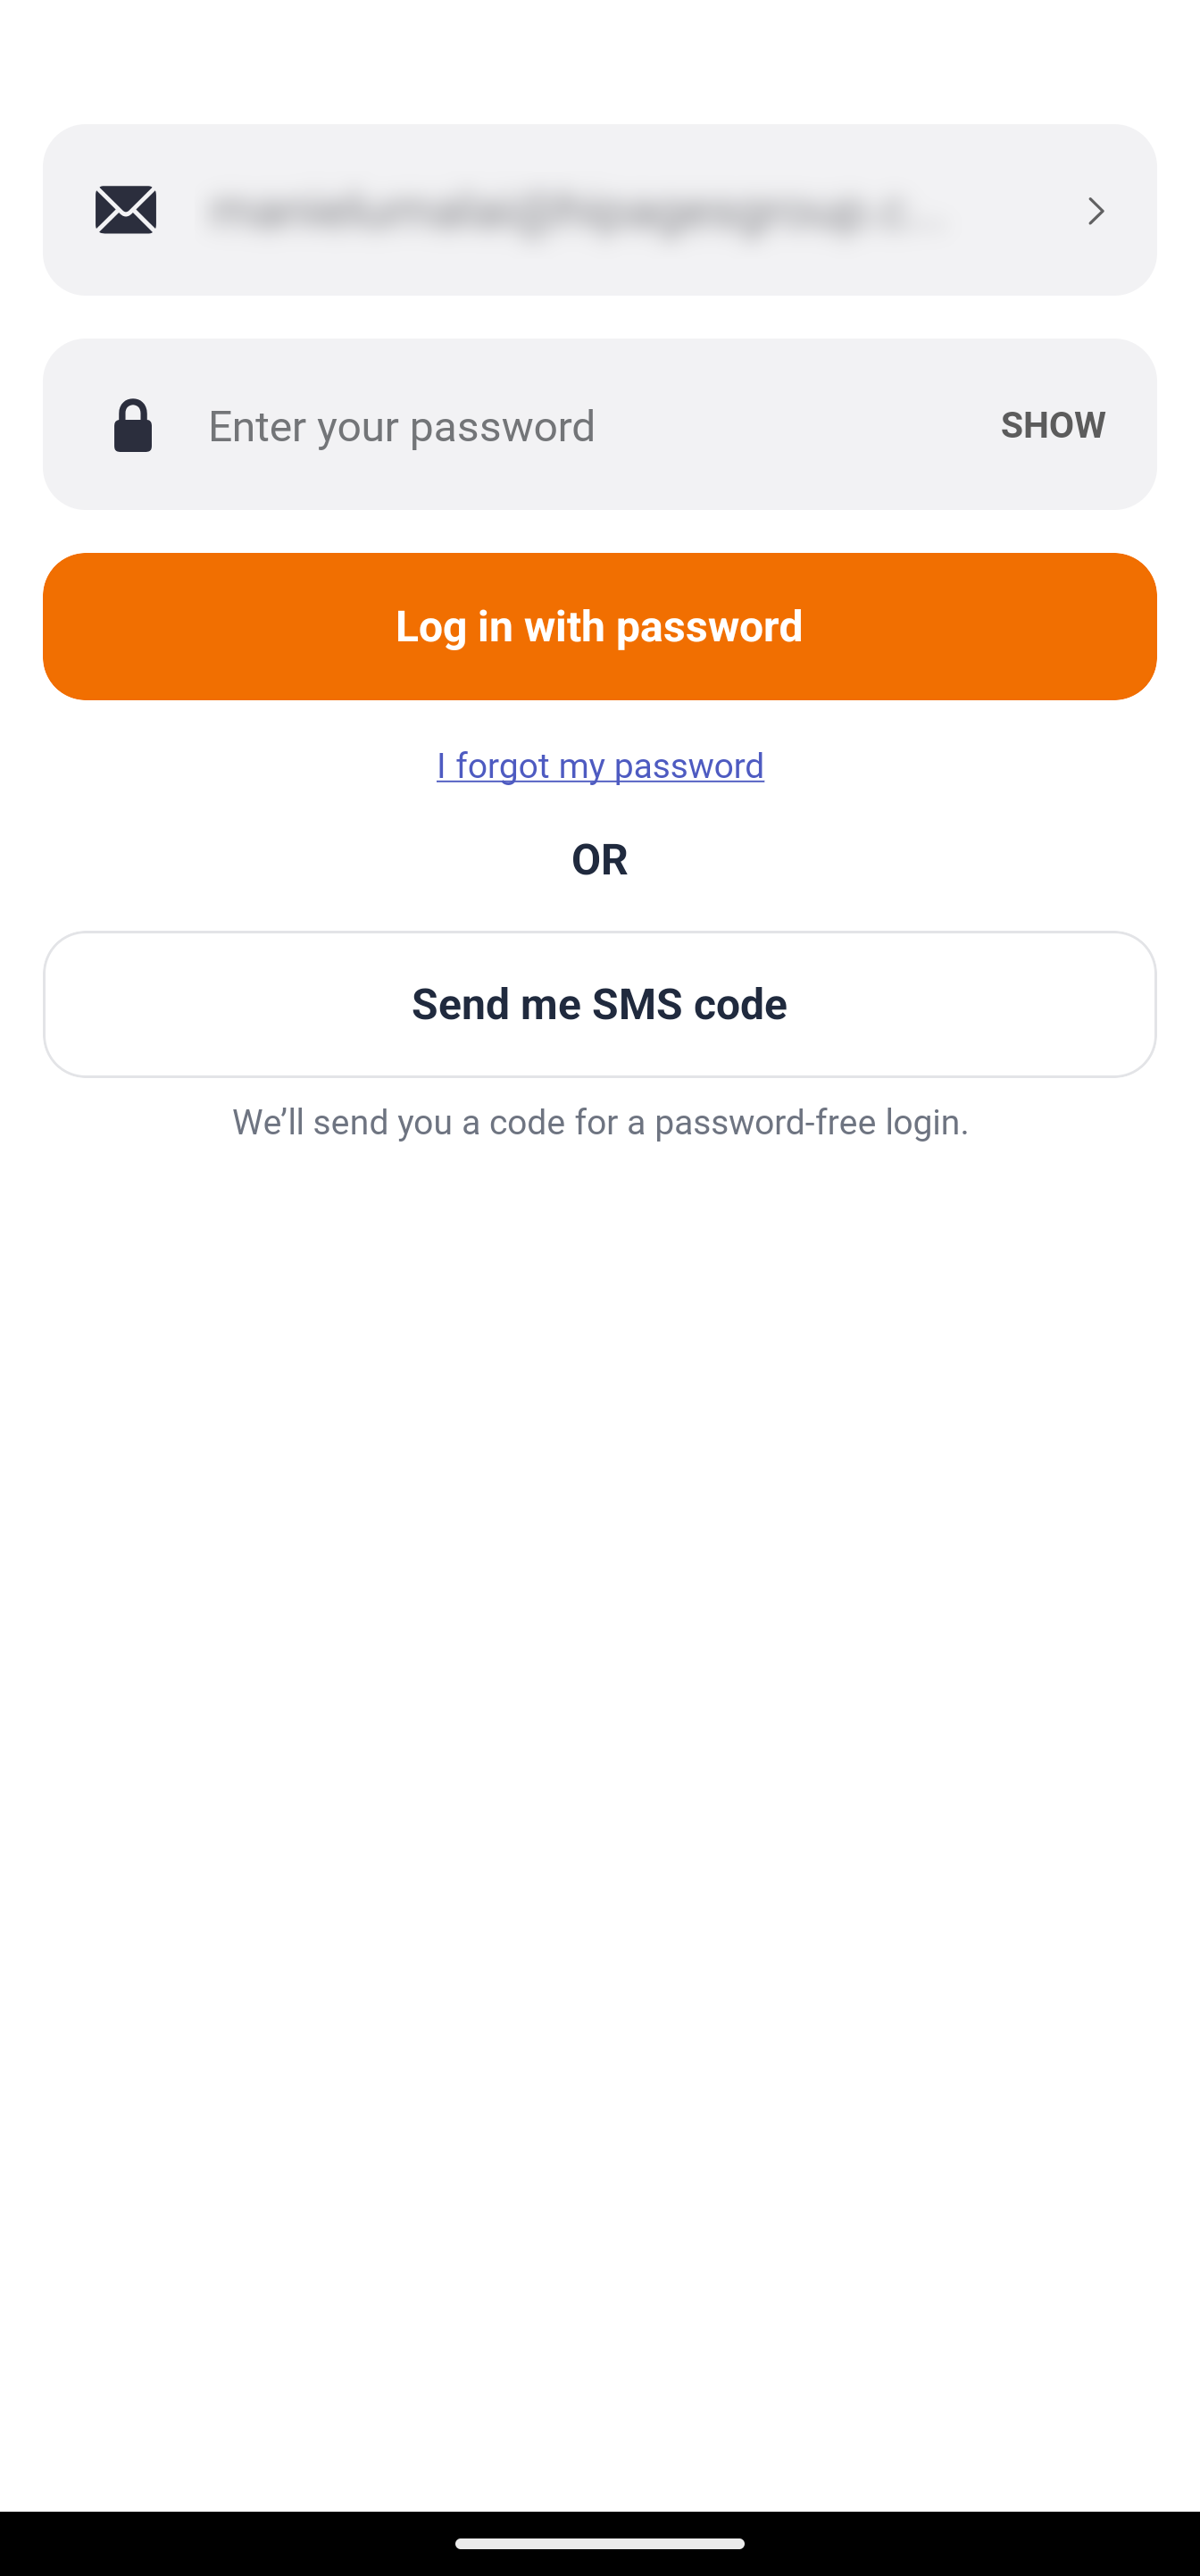 Enter your password
SHOW
Log in with password
I forgot my password
OR
Send me SMS code
We’ll send you a code for a password-free login.